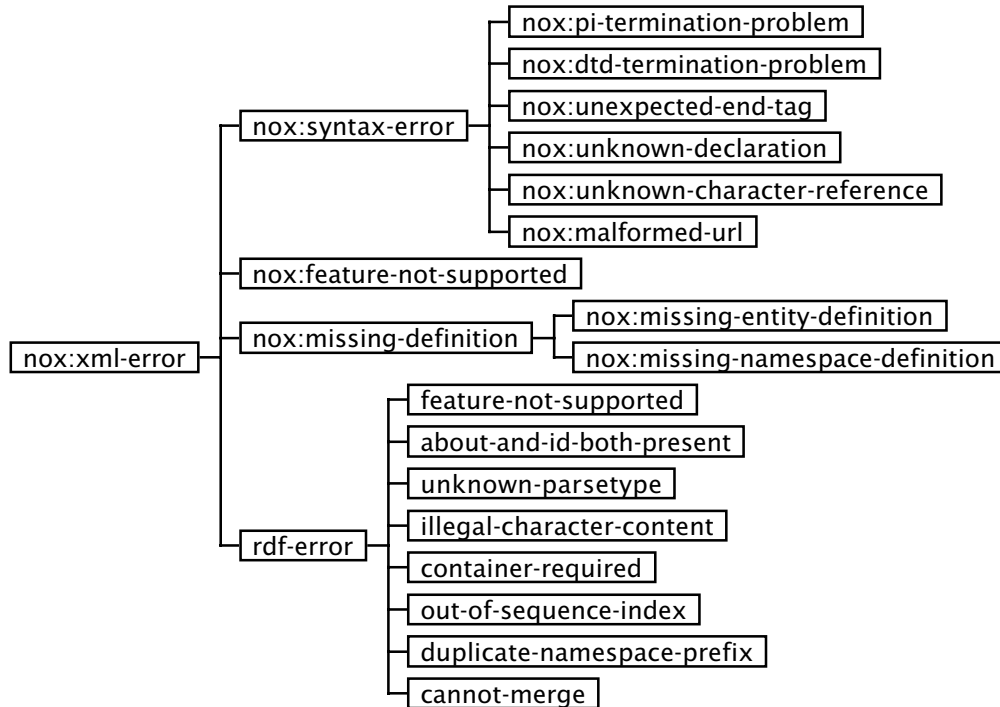 nox:pi-termination-problem
nox:dtd-termination-problem
nox:unexpected-end-tag
nox:syntax-error
nox:unknown-declaration
nox:unknown-character-reference
nox:malformed-url
nox:feature-not-supported
nox:missing-entity-definition
nox:missing-definition
nox:xml-error
nox:missing-namespace-definition
feature-not-supported
about-and-id-both-present
unknown-parsetype
illegal-character-content
rdf-error
container-required
out-of-sequence-index
duplicate-namespace-prefix
cannot-merge